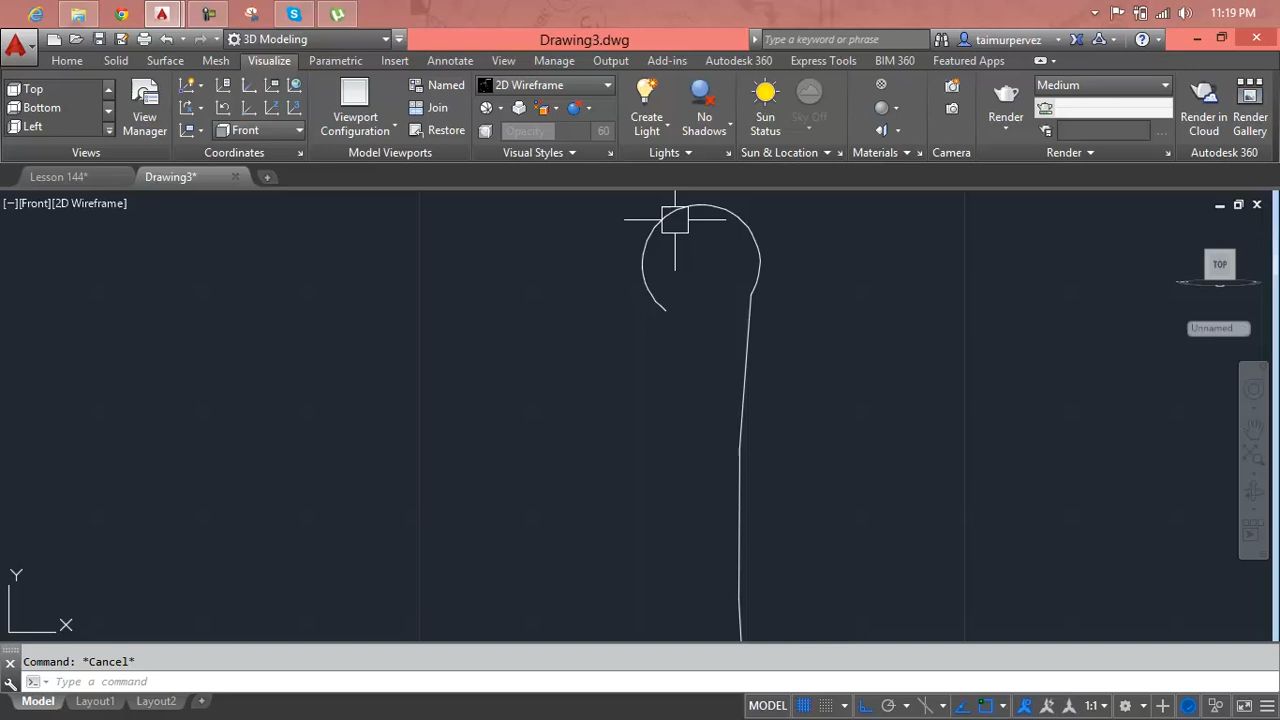 11:19 PM
3D Modeling
Drawing3.dwg
Type a keyword or phrase
taimurpervez
Home Solid Surface Mesh Visualize Parametric Insert Annotate View Manage Output Add-ins Autodesk 360 Express Tools BIM 360 Featured Apps
Top
Bottom
Left
View
Manager
Front
Viewport
Configuration
Named
Join
Restore
2D Wireframe
Opacity 60
Create
Light
No
Shadows
Sun
Status
Sky Off
Render
Medium
Render in
Cloud
Render
Gallery
Views Coordinates Model Viewports Visual Styles Lights Sun & Location Materials Camera Render Autodesk 360
Lesson 144* Drawing3*
[−][Front][2D Wireframe]
TOP
Unnamed
Y
X
Command: *Cancel*
Type a command
Model Layout1 Layout2
MODEL
1:1